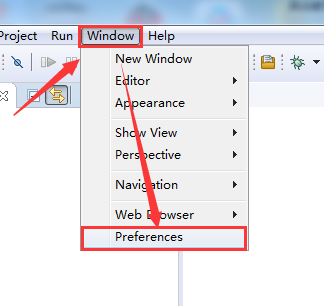 Project Run Window Help
New Window
Editor
Appearance
Show View
Perspective
Navigation
Web Browser
Preferences